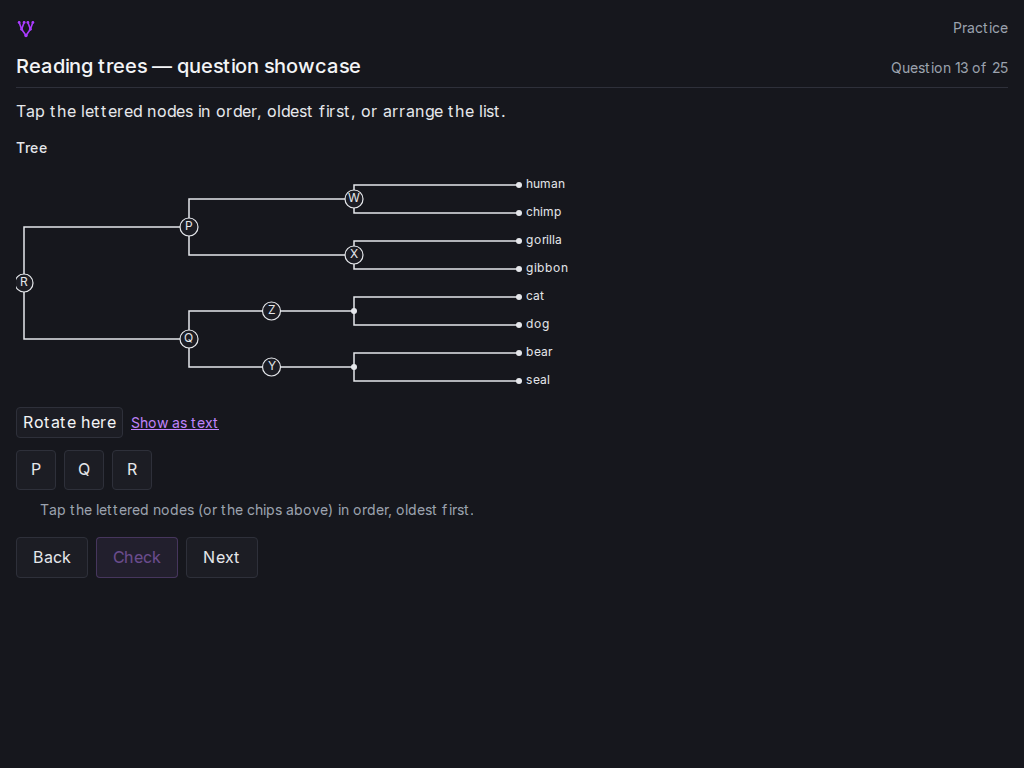 Practice
Reading trees — question showcase
Question 13 of 25
Tap the lettered nodes in order, oldest first, or arrange the list.
Tree
human
W
chimp
P
gorilla
X
gibbon
R
cat
Z
dog
Q
bear
Y
seal
Rotate here Show as text
P Q R
Tap the lettered nodes (or the chips above) in order, oldest first.
Back Check Next